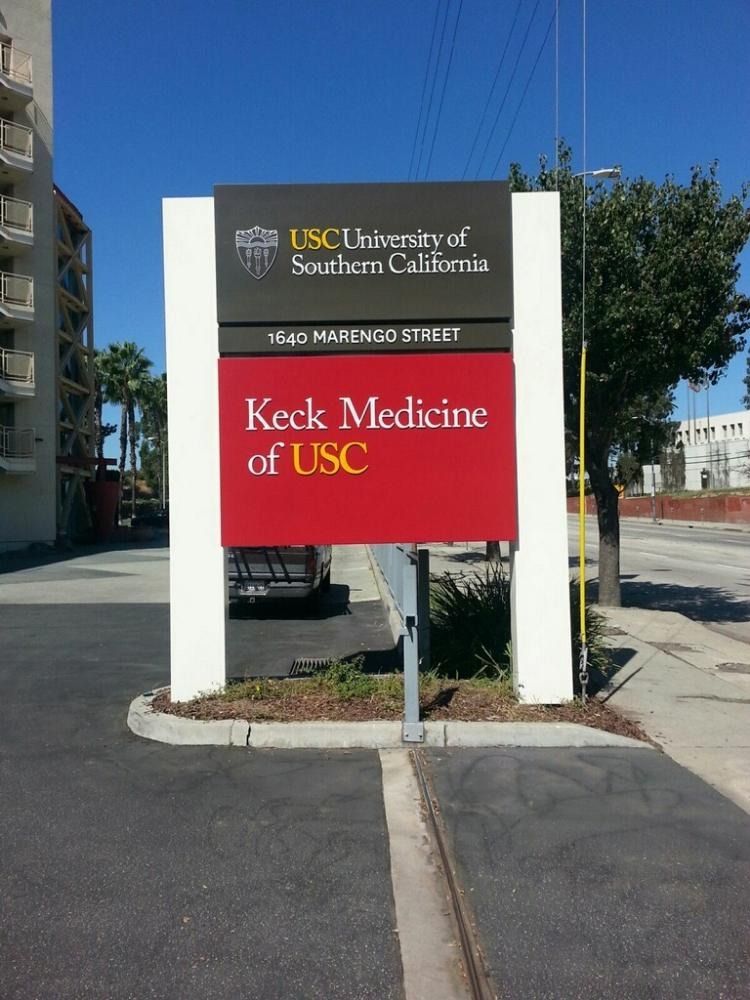 USC University of
Southern California
1640 MARENGO STREET
Keck Medicine
of USC